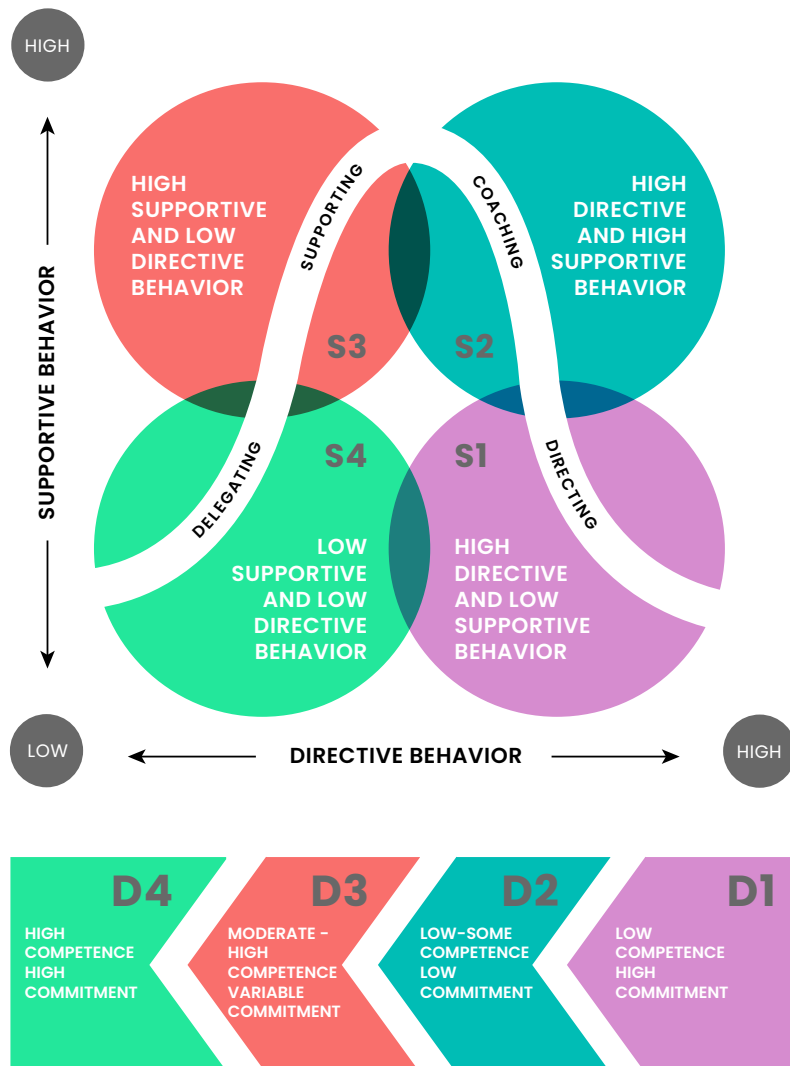 HIGH
HIGH
SUPPORTIVE
AND LOW
DIRECTIVE
BEHAVIOR
SUPPORTING
COACHING
HIGH
DIRECTIVE
AND HIGH
SUPPORTIVE
BEHAVIOR
S3
S2
SUPPORTIVE BEHAVIOR
S4
S1
DELEGATING
DIRECTING
LOW
SUPPORTIVE
AND LOW
DIRECTIVE
BEHAVIOR
HIGH
DIRECTIVE
AND LOW
SUPPORTIVE
BEHAVIOR
LOW
DIRECTIVE BEHAVIOR
HIGH
D4
HIGH
COMPETENCE
HIGH
COMMITMENT
D3
MODERATE -
HIGH
COMPETENCE
VARIABLE
COMMITMENT
D2
LOW-SOME
COMPETENCE
LOW
COMMITMENT
D1
LOW
COMPETENCE
HIGH
COMMITMENT